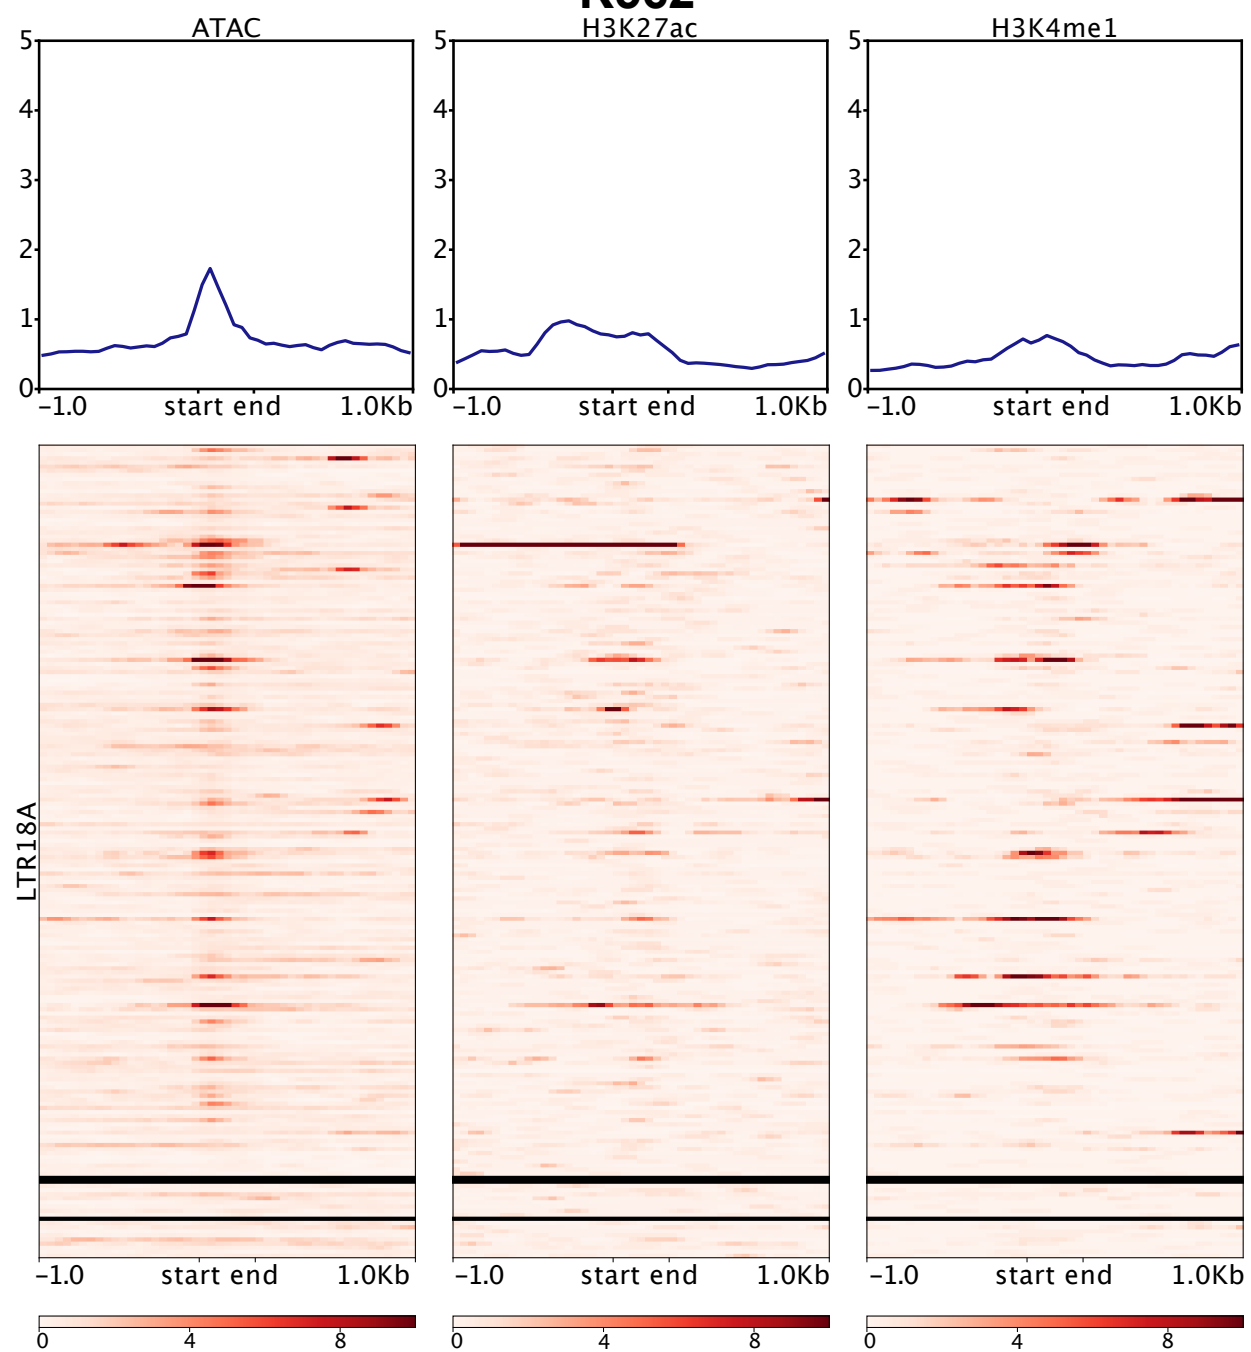 ATAC H3K27ac H3K4me1
5 5 5
4 4 4
3 3 3
2 2 2
1 1 1
0 0 0
−1.0 start end 1.0Kb −1.0 start end 1.0Kb −1.0 start end 1.0Kb
LTR18A
−1.0 start end 1.0Kb −1.0 start end 1.0Kb −1.0 start end 1.0Kb
0 4 8 0 4 8 0 4 8